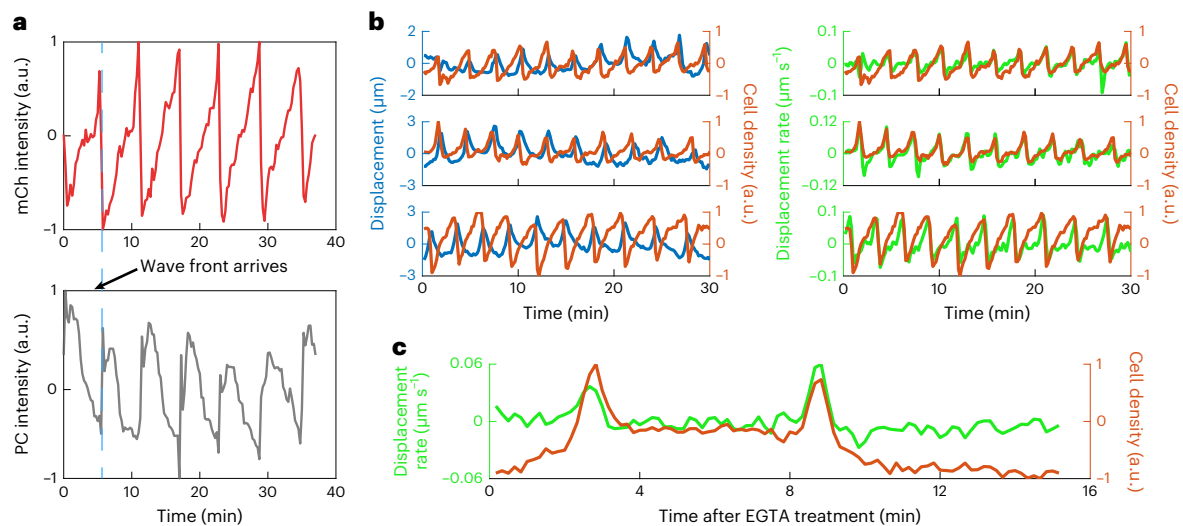 a
mCh intensity (a.u.)
1
0
−1
0 10 20 30 40
Wave front arrives
PC intensity (a.u.)
1
0
−1
0 10 20 30 40
Time (min)
b
Displacement (µm)
2
0
−2
1
0
−1
3
0
−3
1
0
−1
3
0
−3
1
0
−1
Cell density (a.u.)
0 10 20 30
Time (min)
Displacement rate (µm s−1)
0.1
0
−0.1
1
0
−1
0.12
0
−0.12
1
0
−1
0.1
0
−0.1
1
0
−1
Cell density (a.u.)
0 10 20 30
Time (min)
c
Displacement
rate (µm s−1)
0.06
0
−0.06
1
0
−1
Cell density
(a.u.)
0 4 8 12 16
Time after EGTA treatment (min)